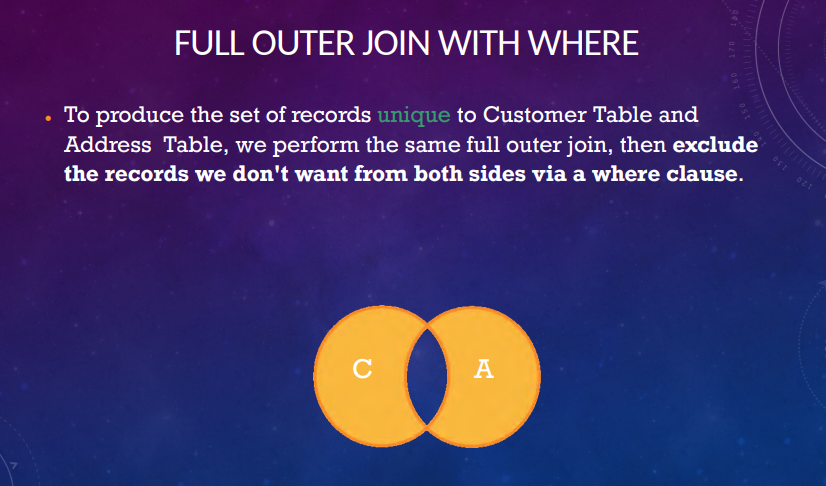 FULL OUTER JOIN WITH WHERE
• To produce the set of records unique to Customer Table and
Address Table, we perform the same full outer join, then exclude
the records we don't want from both sides via a where clause.
C A